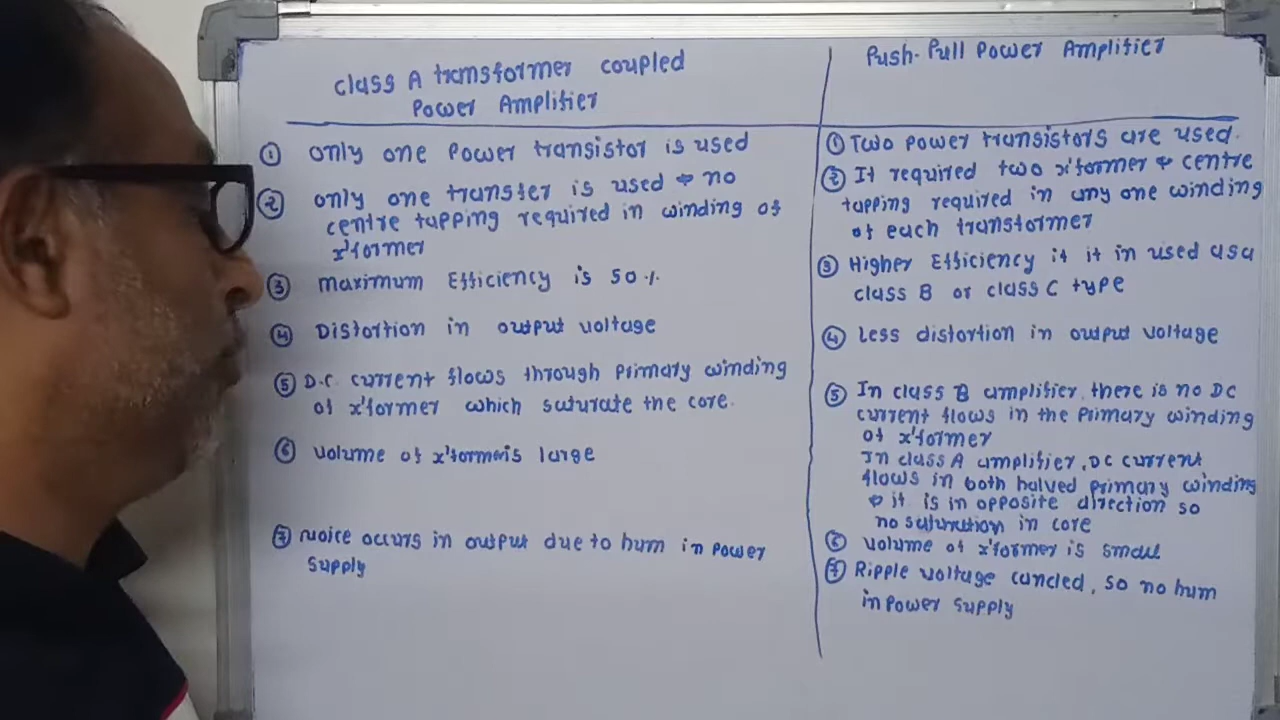 Class A transformer coupled
Power Amplifier
① only one Power transistor is used
② only one transfer is used & no
centre tapping required in winding of
x'former
③ maximum Efficiency is 50%
④ Distortion in output voltage
⑤ D.C. current flows through primary winding
of x'former which saturate the core.
⑥ volume of x'former is large
⑦ Noice occurs in output due to hum in power
supply
Push-Pull Power Amplifier
① Two power transistors are used.
② It required two x'former & centre
tapping required in any one winding
of each transformer
③ Higher Efficiency if it in used as a
class B or class C type
④ Less distortion in output voltage
⑤ In class B amplifier, there is no DC
current flows in the primary winding
of x'former
In class A amplifier, DC current
flows in both halved primary winding
& it is in opposite direction so
no saturation in core
⑥ volume of x'former is small
⑦ Ripple voltage cancled, so no hum
in power supply